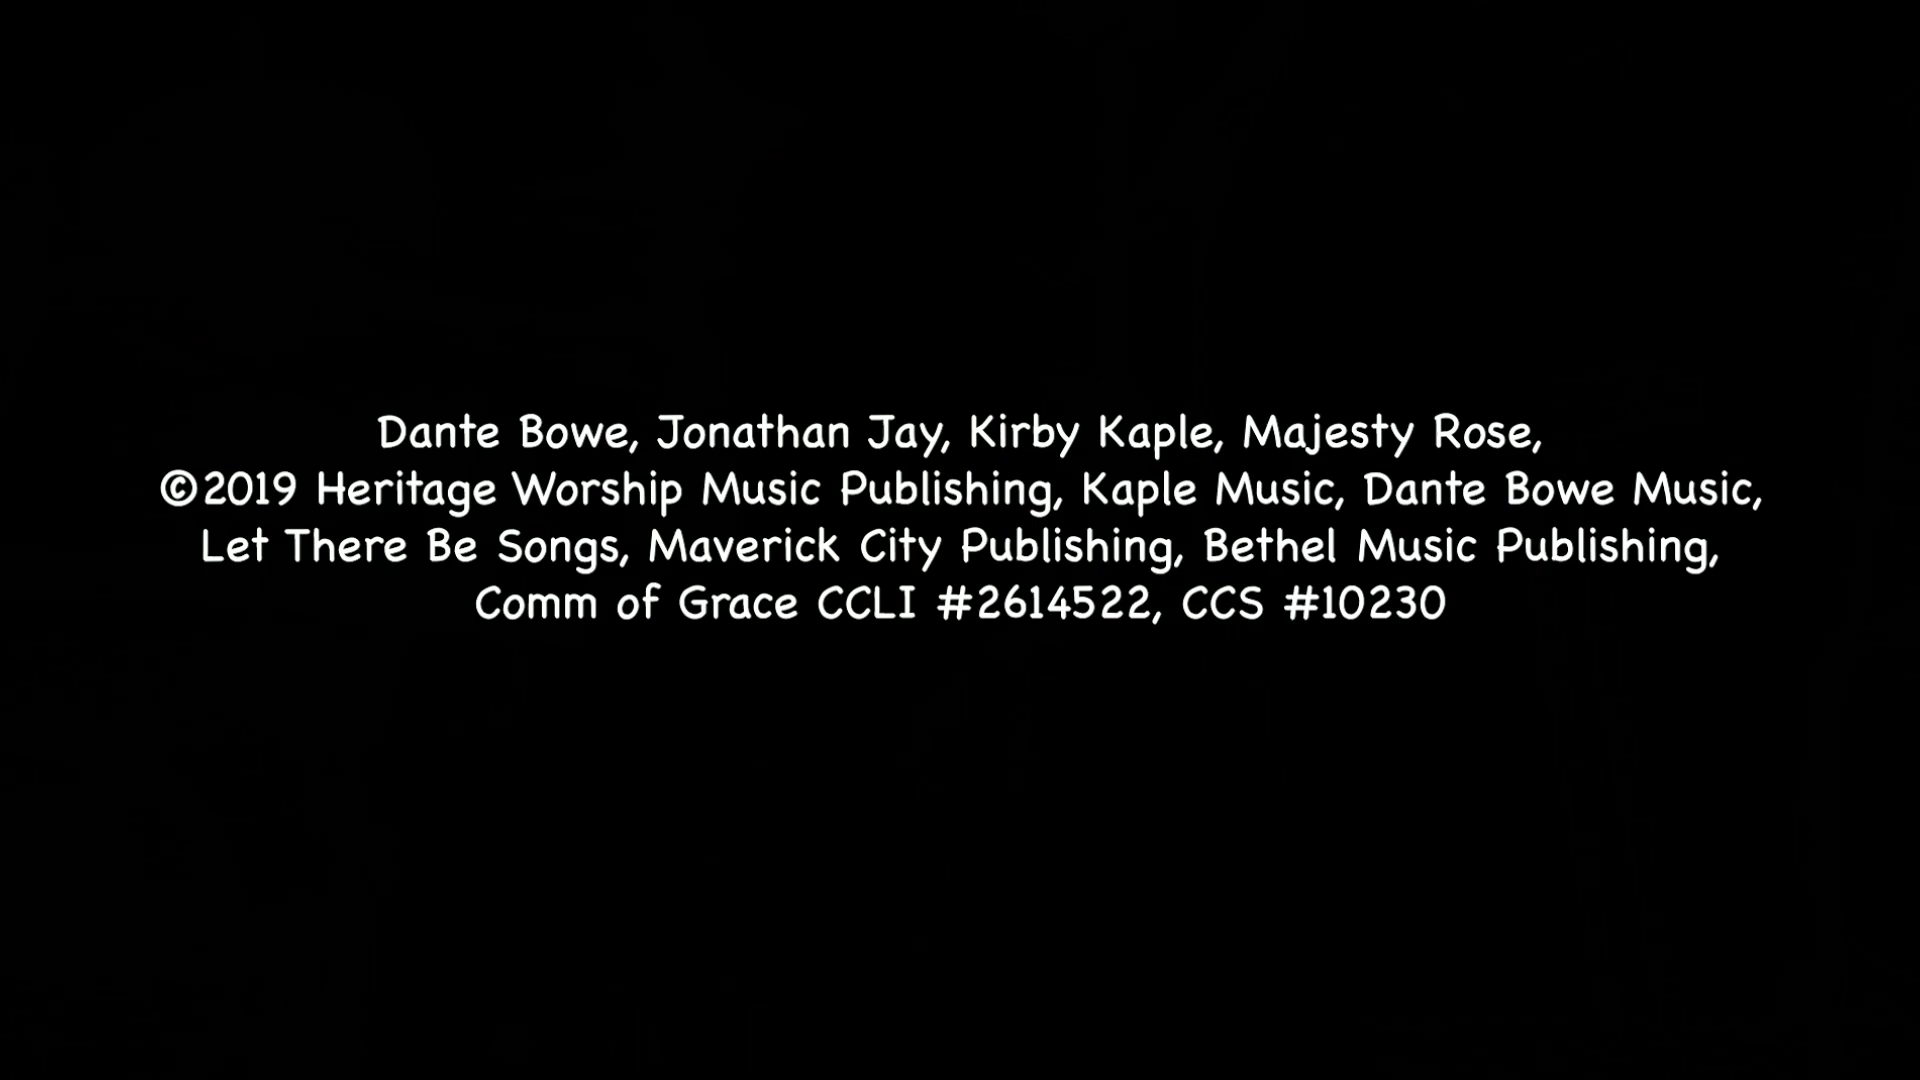 Dante Bowe, Jonathan Jay, Kirby Kaple, Majesty Rose,
©2019 Heritage Worship Music Publishing, Kaple Music, Dante Bowe Music,
Let There Be Songs, Maverick City Publishing, Bethel Music Publishing,
Comm of Grace CCLI #2614522, CCS #10230